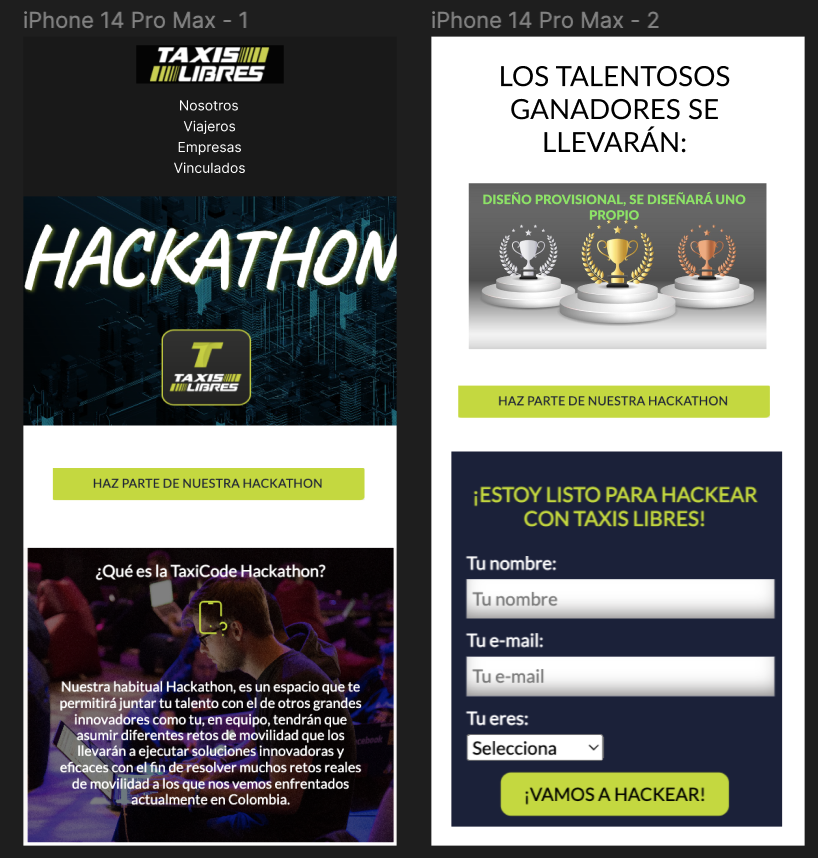 iPhone 14 Pro Max - 1
TAXIS
LIBRES
Nosotros
Viajeros
Empresas
Vinculados
HACKATHON
T
TAXIS
LIBRES
HAZ PARTE DE NUESTRA HACKATHON
¿Qué es la TaxiCode Hackathon?
?
Nuestra habitual Hackathon, es un espacio que te
permitirá juntar tu talento con el de otros grandes
innovadores como tu, en equipo, tendrán que
asumir diferentes retos de movilidad que los
llevarán a ejecutar soluciones innovadoras y
eficaces con el fin de resolver muchos retos reales
de movilidad a los que nos vemos enfrentados
actualmente en Colombia.
iPhone 14 Pro Max - 2
LOS TALENTOSOS
GANADORES SE
LLEVARÁN:
DISEÑO PROVISIONAL, SE DISEÑARÁ UNO
PROPIO
HAZ PARTE DE NUESTRA HACKATHON
¡ESTOY LISTO PARA HACKEAR
CON TAXIS LIBRES!
Tu nombre:
Tu nombre
Tu e-mail:
Tu e-mail
Tu eres:
Selecciona
¡VAMOS A HACKEAR!